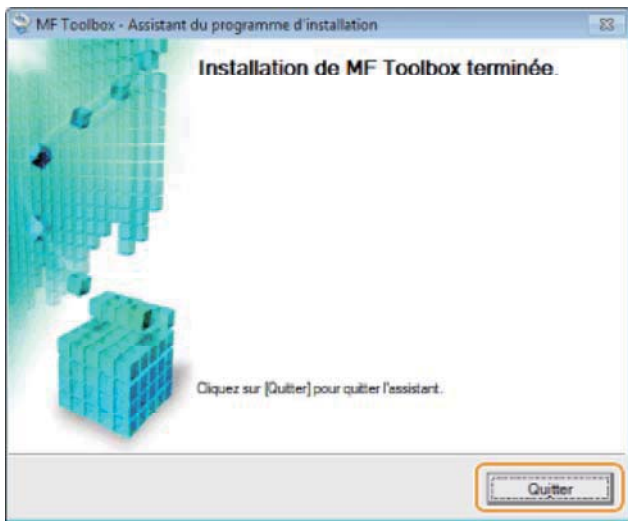 MF Toolbox - Assistant du programme d'installation
Installation de MF Toolbox terminée.
Cliquez sur [Quitter] pour quitter l'assistant.
Quitter